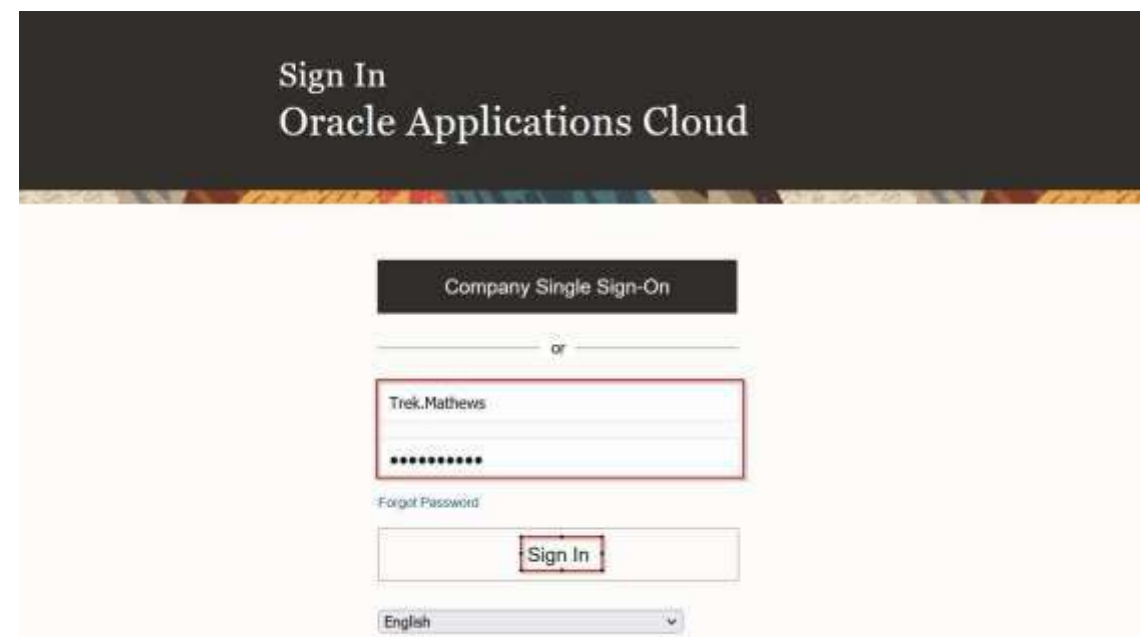 Sign In
Oracle Applications Cloud
Company Single Sign-On
or
Trek.Mathews
••••••••••
Forgot Password
Sign In
English